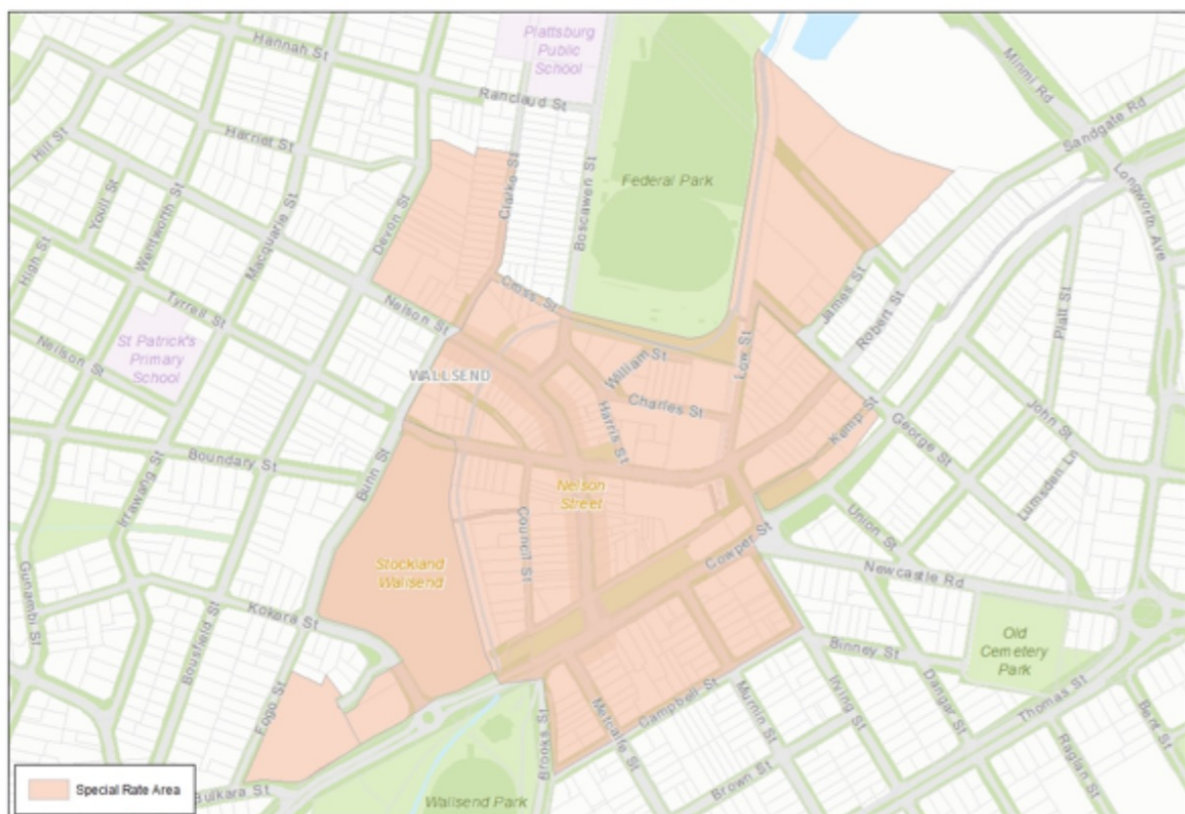 Hannah St
Plattsburg
Public
School
Ranclaud St
Minmi Rd
Sandgate Rd
Hill St
Harriet St
Clarke St
Boscawen St
Federal Park
Longworth Ave
Youll St
Wentworth St
Macquarie St
Devon St
High St
Tyrrell St
Nelson St
Cross St
James St
Robert St
Platt St
Neilson St
St Patrick's
Primary
School
WALLSEND
William St
Low St
Charles St
Harris St
Kemp St
George St
John St
Lumsden Ln
Boundary St
Bunn St
Irrawang St
Nelson
Street
Council St
Union St
Cowper St
Newcastle Rd
Stockland
Wallsend
Gunambi St
Kokera St
Bousfield St
Old
Cemetery
Park
Binney St
Fogo St
Campbell St
Metcalfe St
Murnin St
Irving St
Dangar St
Thomas St
Bent St
Raglan St
Brown St
Brooks St
Wallsend Park
Bulkara St
Special Rate Area